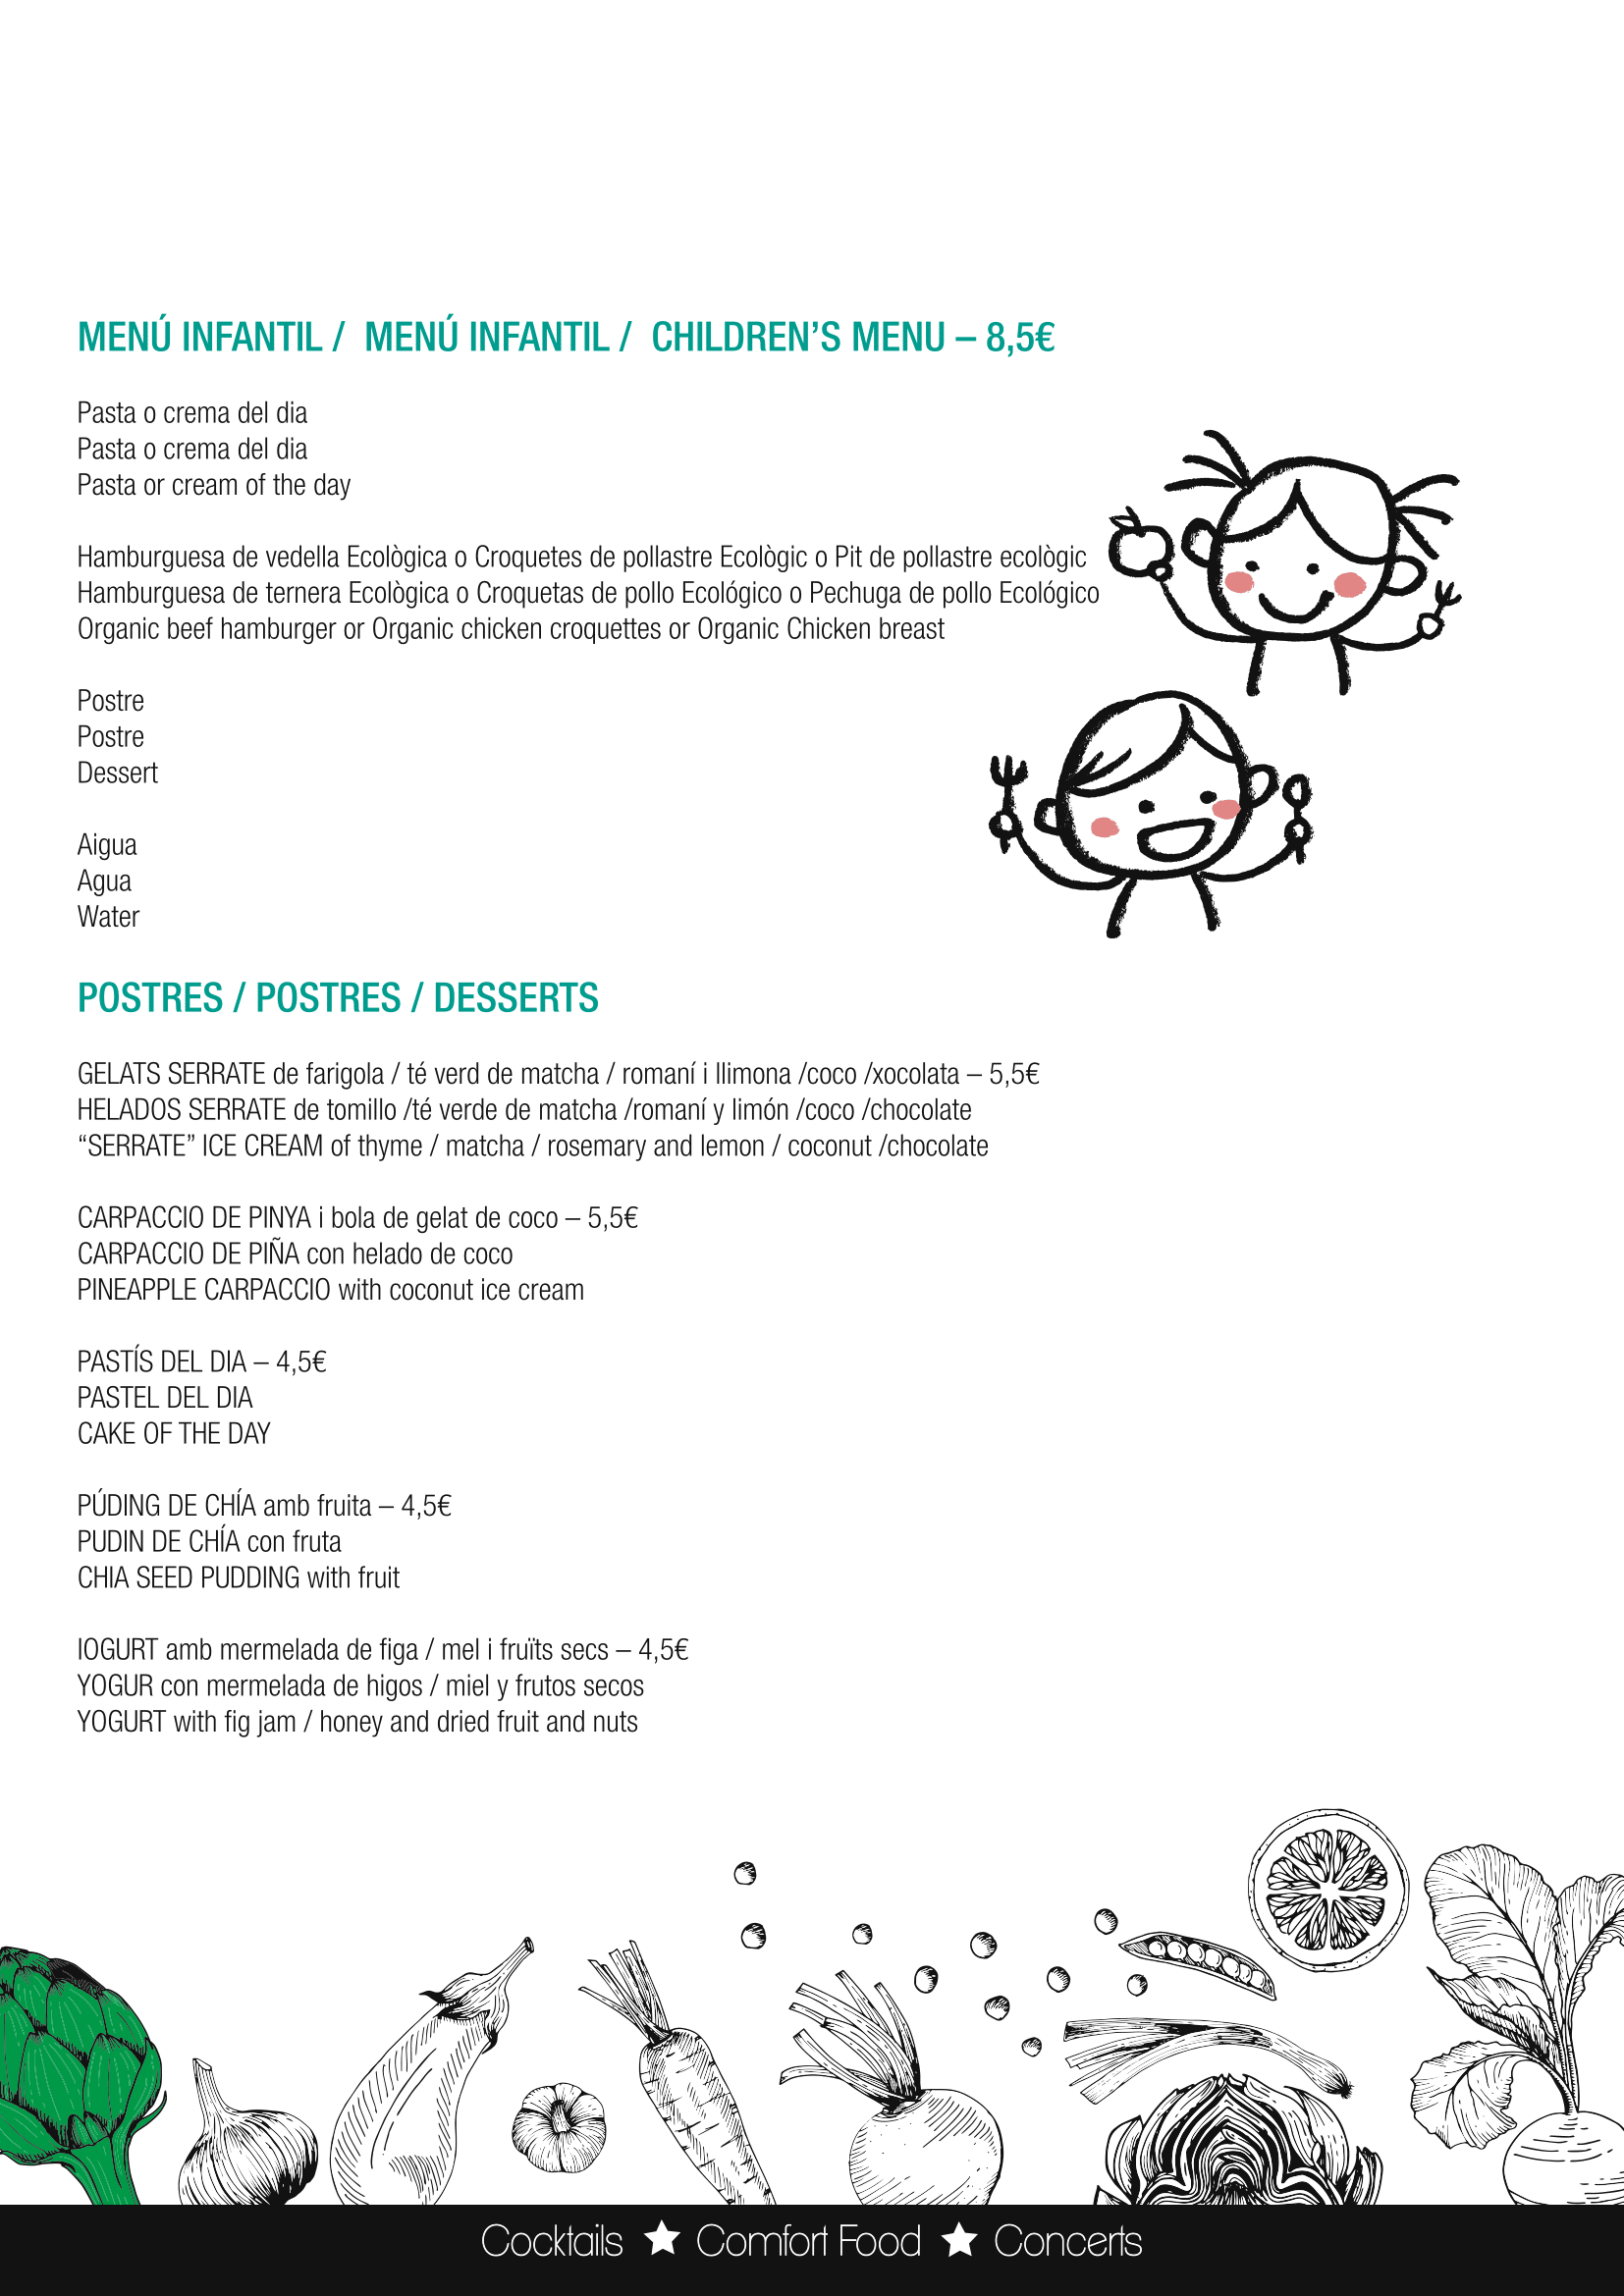 MENÚ INFANTIL /  MENÚ INFANTIL /  CHILDREN’S MENU – 8,5€
Pasta o crema del dia
Pasta o crema del dia
Pasta or cream of the day
Hamburguesa de vedella Ecològica o Croquetes de pollastre Ecològic o Pit de pollastre ecològic
Hamburguesa de ternera Ecològica o Croquetas de pollo Ecológico o Pechuga de pollo Ecológico
Organic beef hamburger or Organic chicken croquettes or Organic Chicken breast
Postre
Postre
Dessert
Aigua
Agua
Water
POSTRES / POSTRES / DESSERTS
GELATS SERRATE de farigola / té verd de matcha / romaní i llimona /coco /xocolata – 5,5€
HELADOS SERRATE de tomillo /té verde de matcha /romaní y limón /coco /chocolate
“SERRATE” ICE CREAM of thyme / matcha / rosemary and lemon / coconut /chocolate
CARPACCIO DE PINYA i bola de gelat de coco – 5,5€
CARPACCIO DE PIÑA con helado de coco
PINEAPPLE CARPACCIO with coconut ice cream
PASTÍS DEL DIA – 4,5€
PASTEL DEL DIA
CAKE OF THE DAY
PÚDING DE CHÍA amb fruita – 4,5€
PUDIN DE CHÍA con fruta
CHIA SEED PUDDING with fruit
IOGURT amb mermelada de figa / mel i fruïts secs – 4,5€
YOGUR con mermelada de higos / miel y frutos secos
YOGURT with fig jam / honey and dried fruit and nuts
Cocktails ★ Comfort Food ★ Concerts